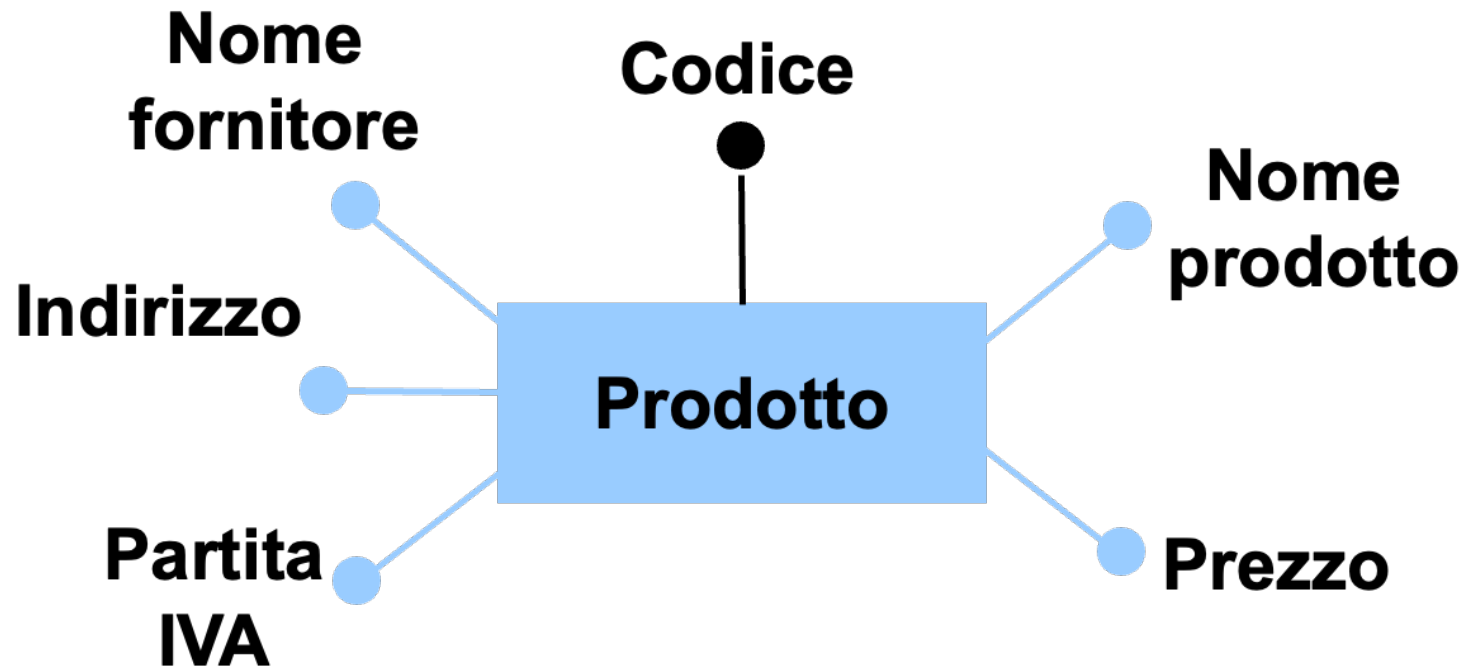 Nome
fornitore
Codice
Nome
prodotto
Indirizzo
Prodotto
Partita
IVA
Prezzo